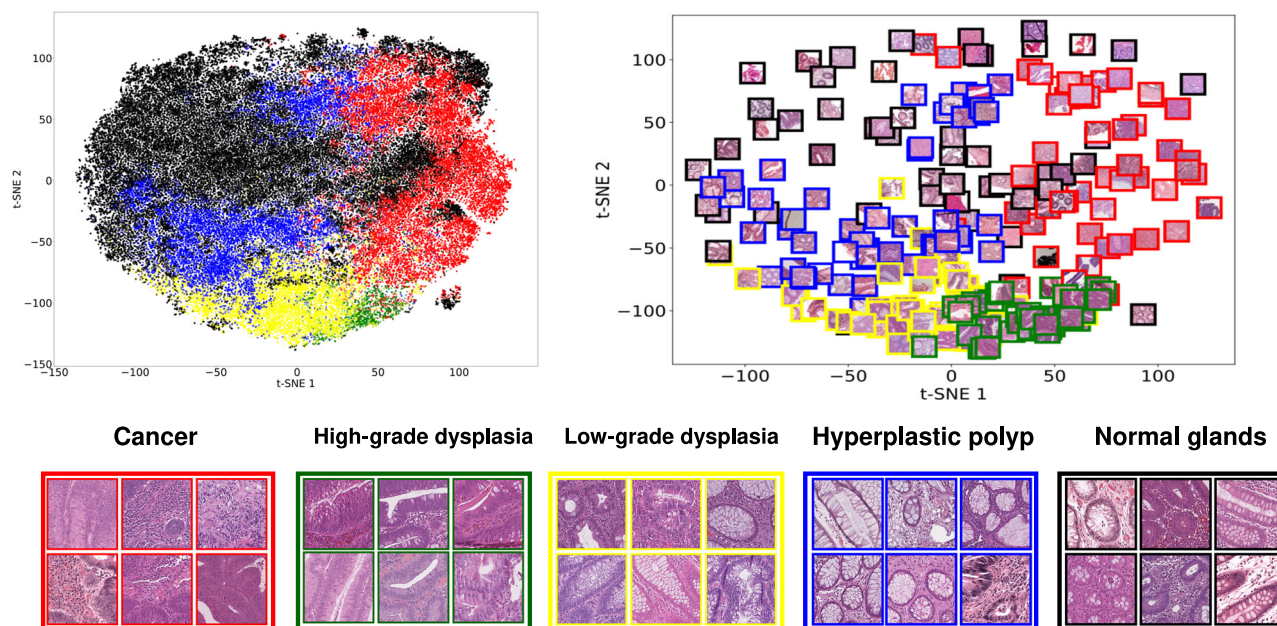 100
50
0
−50
−100
−150
t-SNE 2
−150
−100
−50
0
50
100
t-SNE 1
100
50
0
−50
−100
t-SNE 2
−100
−50
0
50
100
t-SNE 1
Cancer
High-grade dysplasia
Low-grade dysplasia
Hyperplastic polyp
Normal glands